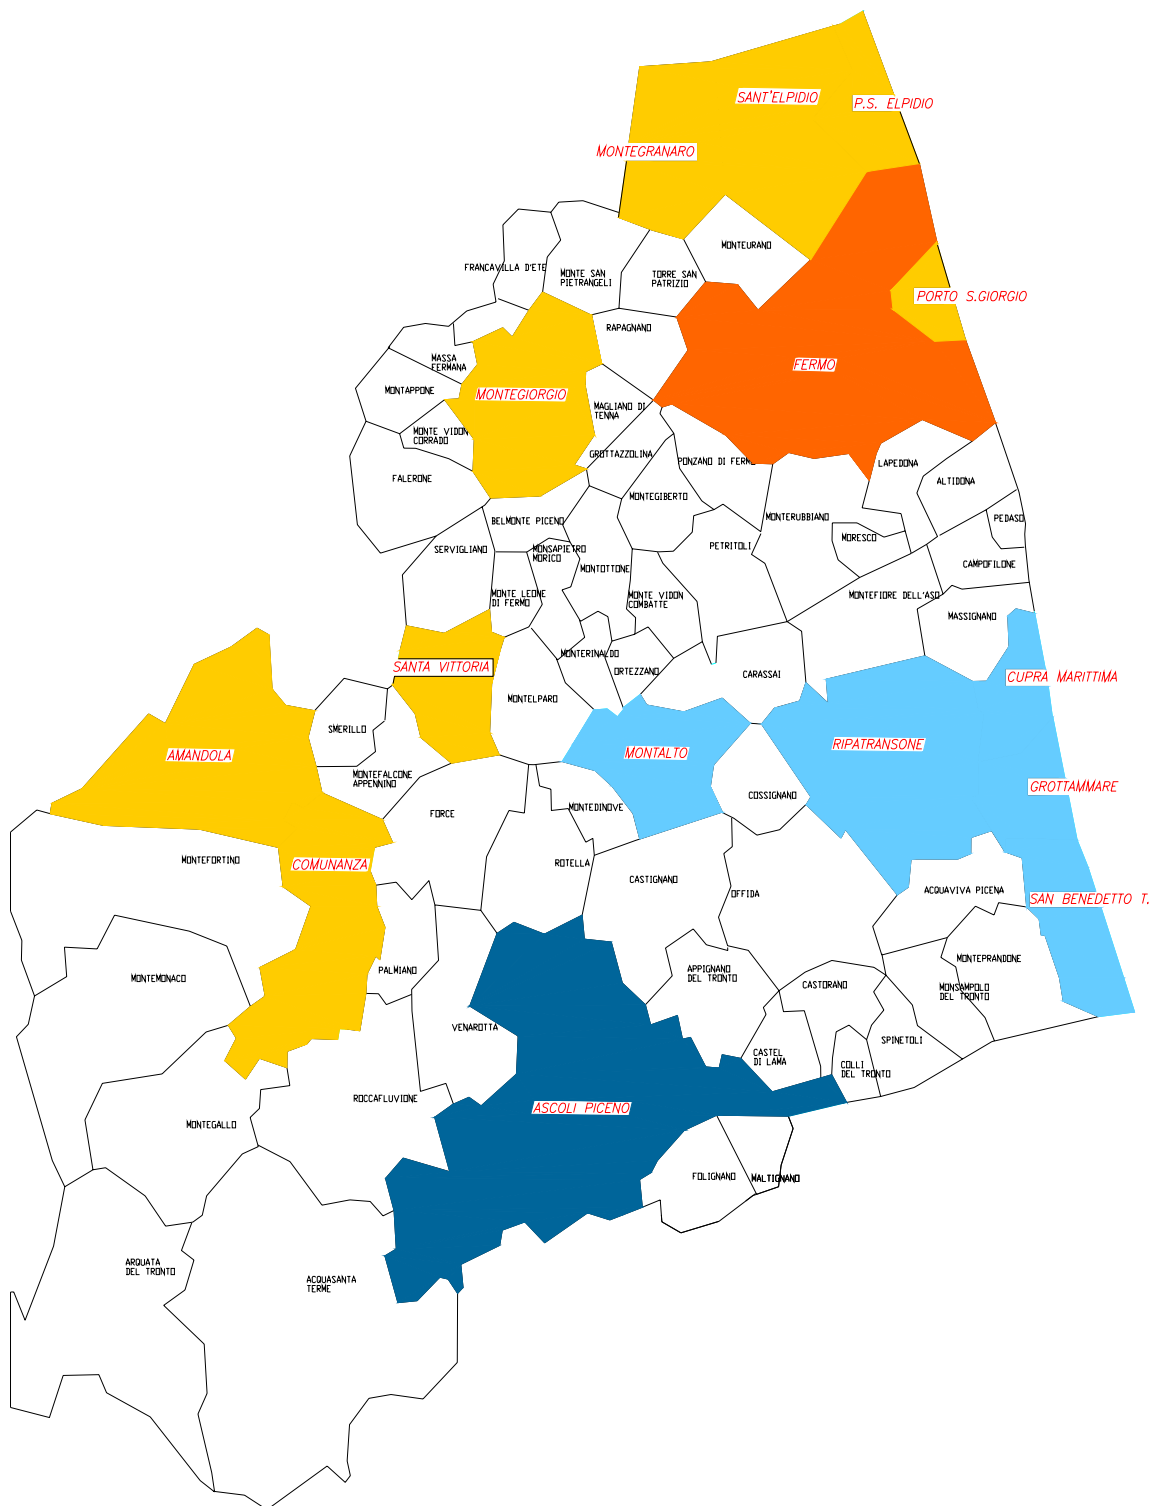 SANT'ELPIDIO
P.S. ELPIDIO
MONTEGRANARO
MONTEURANO
FRANCAVILLA D'ETE
MONTE SAN
PIETRANGELI
TORRE SAN
PATRIZIO
PORTO S.GIORGIO
RAPAGNANO
MASSA
FERMANA
FERMO
MONTAPPONE
MONTEGIORGIO
MAGLIANO DI
TENNA
MONTE VIDON
CORRADO
GROTTAZZOLINA
PONZANO DI FERMO
LAPEDONA
FALERONE
ALTIDONA
MONTEGIBERTO
BELMONTE PICENO
MONTERUBBIANO
PEDASO
SERVIGLIANO
MONSAPIETRO
MORICO
PETRITOLI
MORESCO
MONTOTTONE
CAMPOFILONE
MONTE LEONE
DI FERMO
MONTE VIDON
COMBATTE
MONTEFIORE DELL'ASO
MASSIGNANO
MONTERINALDO
SANTA VITTORIA
ORTEZZANO
CARASSAI
CUPRA MARITTIMA
MONTELPARO
SMERILLO
AMANDOLA
MONTALTO
RIPATRANSONE
MONTEFALCONE
APPENNINO
GROTTAMMARE
COSSIGNANO
FORCE
MONTEDINOVE
MONTEFORTINO
COMUNANZA
ROTELLA
CASTIGNANO
OFFIDA
ACQUAVIVA PICENA
SAN BENEDETTO T.
MONTEMONACO
PALMIANO
APPIGNANO
DEL TRONTO
MONTEPRANDONE
CASTORANO
MONSAMPOLO
DEL TRONTO
VENAROTTA
SPINETOLI
CASTEL
DI LAMA
COLLI
DEL TRONTO
ROCCAFLUVIONE
ASCOLI PICENO
MONTEGALLO
FOLIGNANO
MALTIGNANO
ARQUATA
DEL TRONTO
ACQUASANTA
TERME